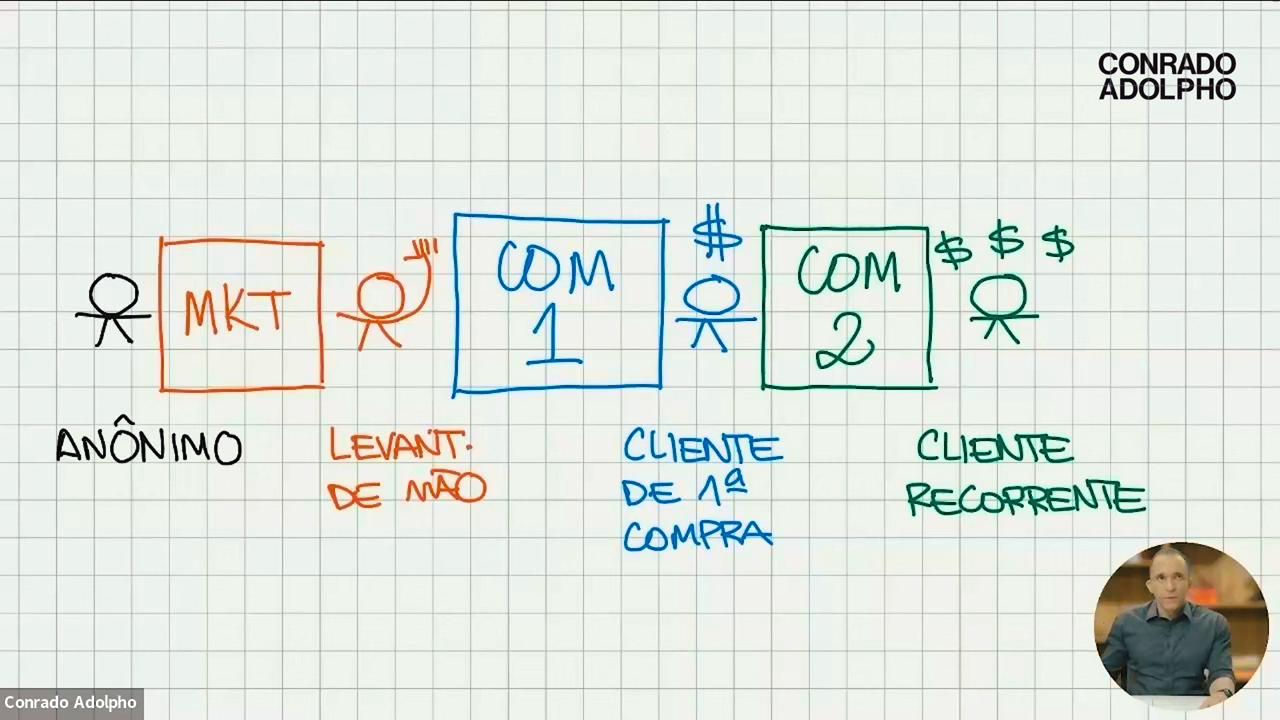 CONRADO
ADOLPHO
MKT
COM
1
$
COM
2
$ $ $
ANÔNIMO
LEVANT.
DE MÃO
CLIENTE
DE 1ª
COMPRA
CLIENTE
RECORRENTE
Conrado Adolpho